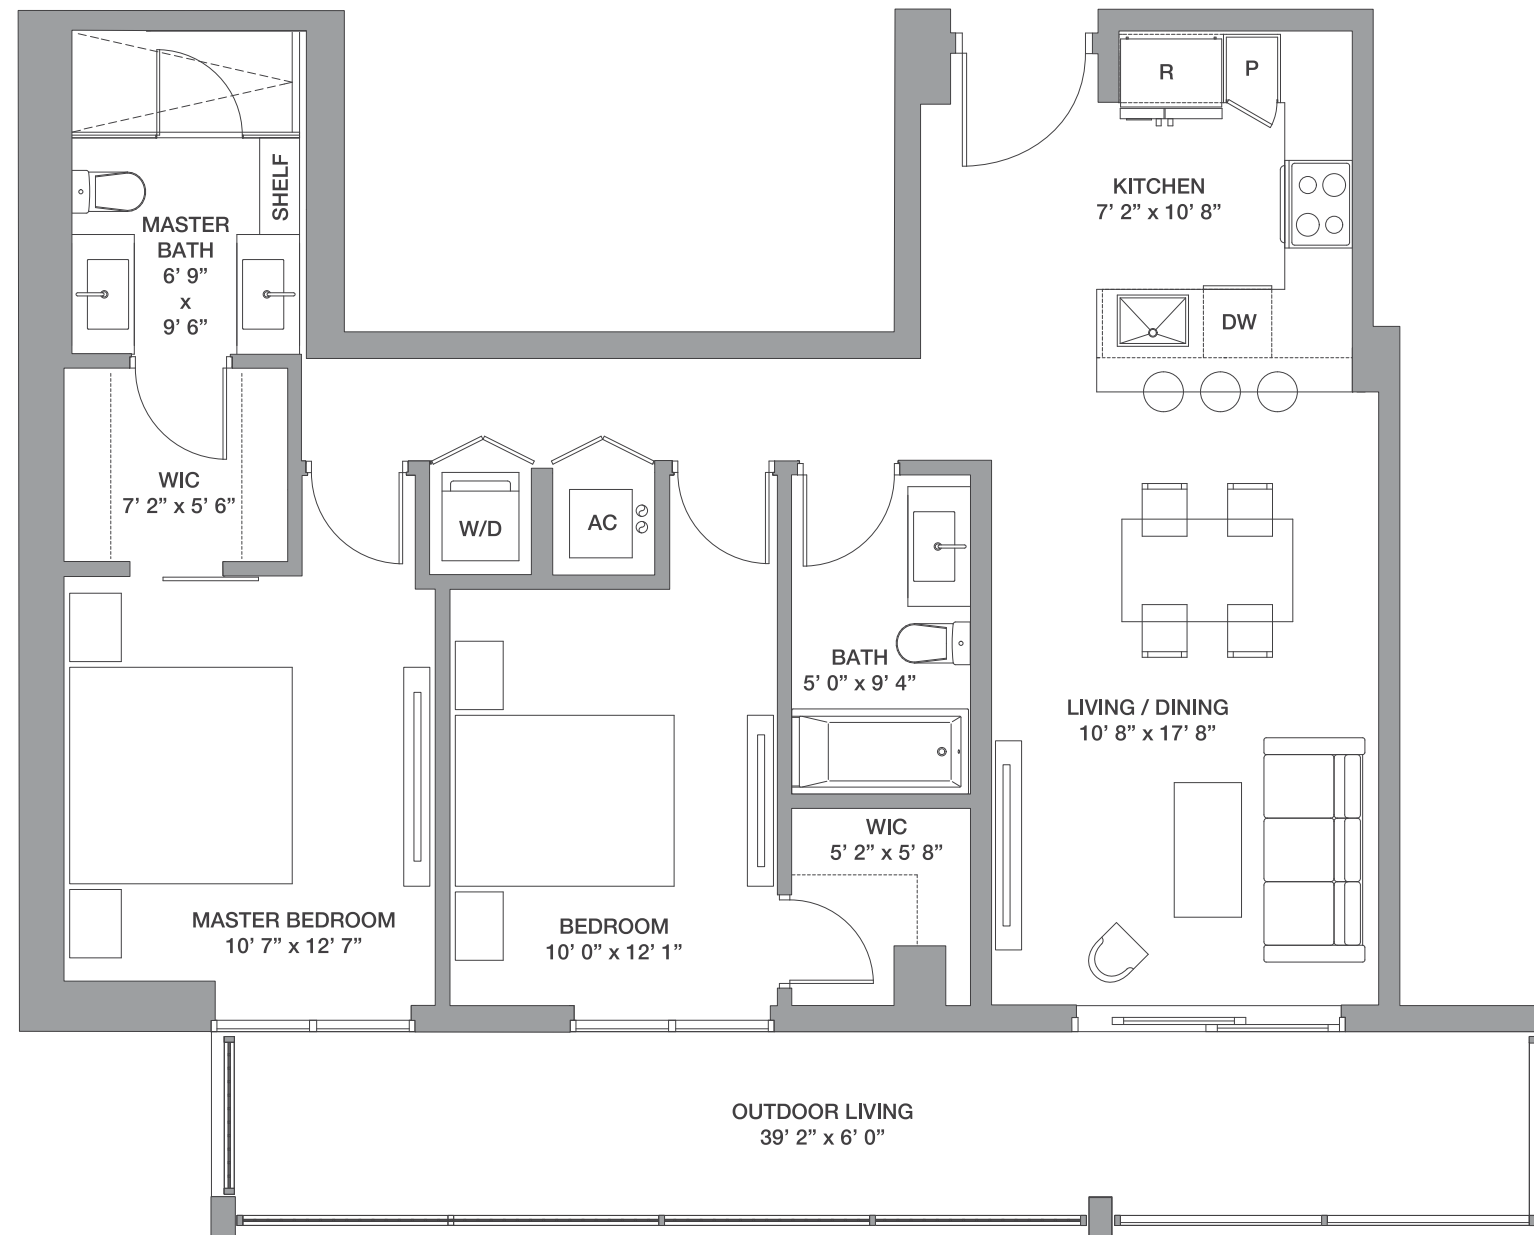 R
P
KITCHEN
7’ 2” x 10’ 8”
SHELF
MASTER
BATH
6’ 9”
x
9’ 6”
DW
WIC
7’ 2” x 5’ 6”
W/D
AC
BATH
5’ 0” x 9’ 4”
LIVING / DINING
10’ 8” x 17’ 8”
WIC
5’ 2” x 5’ 8”
MASTER BEDROOM
10’ 7” x 12’ 7”
BEDROOM
10’ 0” x 12’ 1”
OUTDOOR LIVING
39’ 2” x 6’ 0”